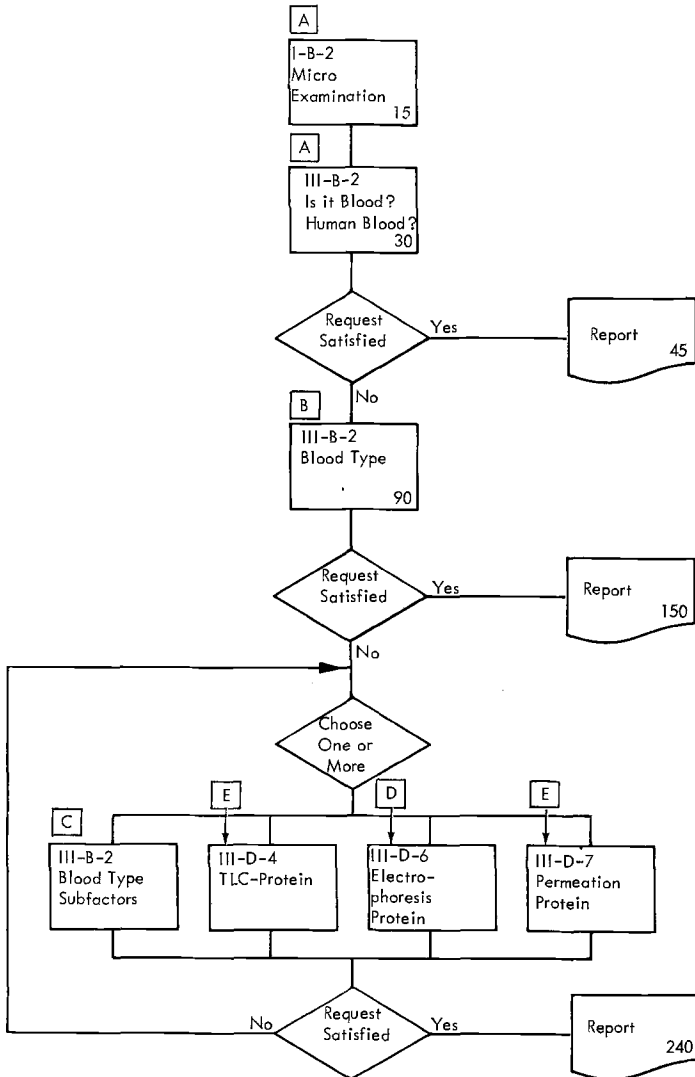 A
I-B-2
Micro
Examination
15
A
III-B-2
Is it Blood?
Human Blood?
30
Request
Satisfied
Yes
Report
45
No
B
III-B-2
Blood Type
90
Request
Satisfied
Yes
Report
150
No
Choose
One or
More
C
III-B-2
Blood Type
Subfactors
E
III-D-4
TLC-Protein
D
III-D-6
Electro-
phoresis
Protein
E
III-D-7
Permeation
Protein
No
Request
Satisfied
Yes
Report
240